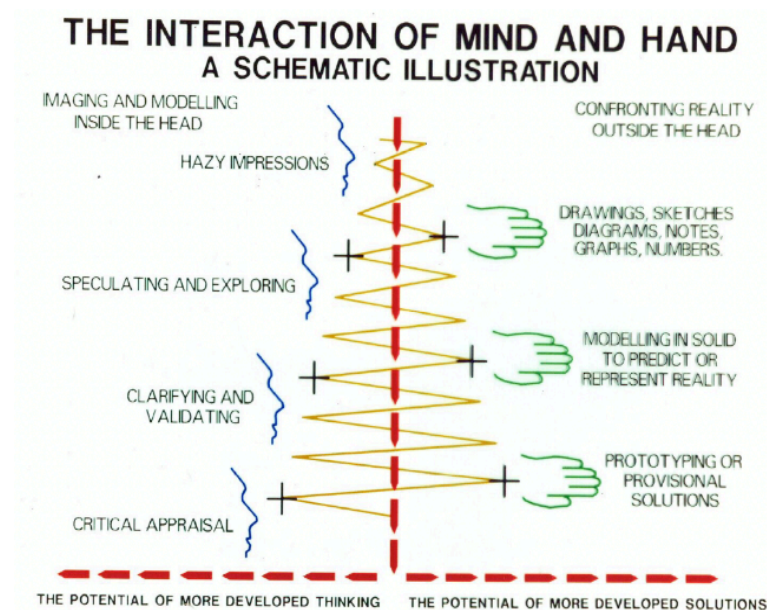 THE INTERACTION OF MIND AND HAND
A SCHEMATIC ILLUSTRATION
IMAGING AND MODELLING
INSIDE THE HEAD
CONFRONTING REALITY
OUTSIDE THE HEAD
HAZY IMPRESSIONS
DRAWINGS, SKETCHES
DIAGRAMS, NOTES,
GRAPHS, NUMBERS.
SPECULATING AND EXPLORING
MODELLING IN SOLID
TO PREDICT OR
REPRESENT REALITY
CLARIFYING AND
VALIDATING
PROTOTYPING OR
PROVISIONAL
SOLUTIONS
CRITICAL APPRAISAL
THE POTENTIAL OF MORE DEVELOPED THINKING
THE POTENTIAL OF MORE DEVELOPED SOLUTIONS